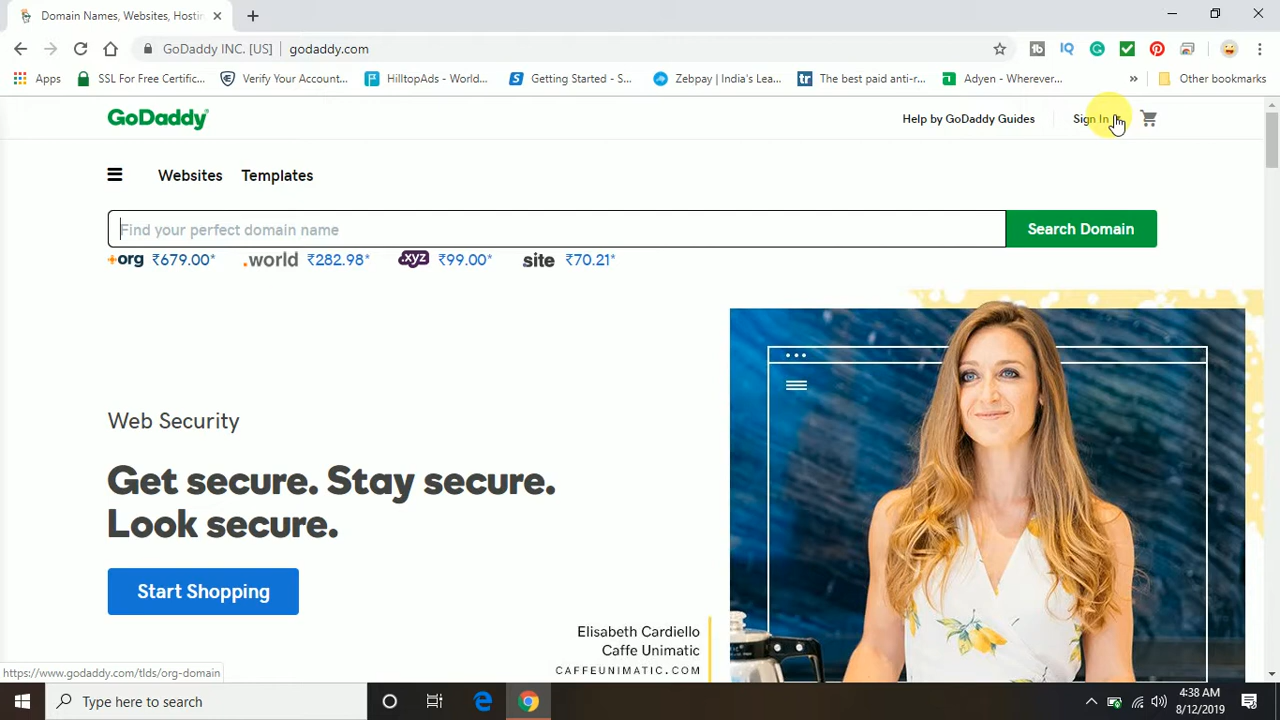 Domain Names, Websites, Hostin
GoDaddy INC. [US] | godaddy.com
Apps SSL For Free Certific... Verify Your Account... HilltopAds - World... Getting Started - S... Zebpay | India's Lea... The best paid anti-r... Adyen - Wherever... » Other bookmarks
GoDaddy Help by GoDaddy Guides Sign In
Websites Templates
Find your perfect domain name Search Domain
org ₹679.00* .world ₹282.98* .xyz ₹99.00* site ₹70.21*
Web Security
Get secure. Stay secure.
Look secure.
Start Shopping
Elisabeth Cardiello
Caffe Unimatic
CAFFEUNIMATIC.COM
https://www.godaddy.com/tlds/org-domain
Type here to search
4:38 AM
8/12/2019